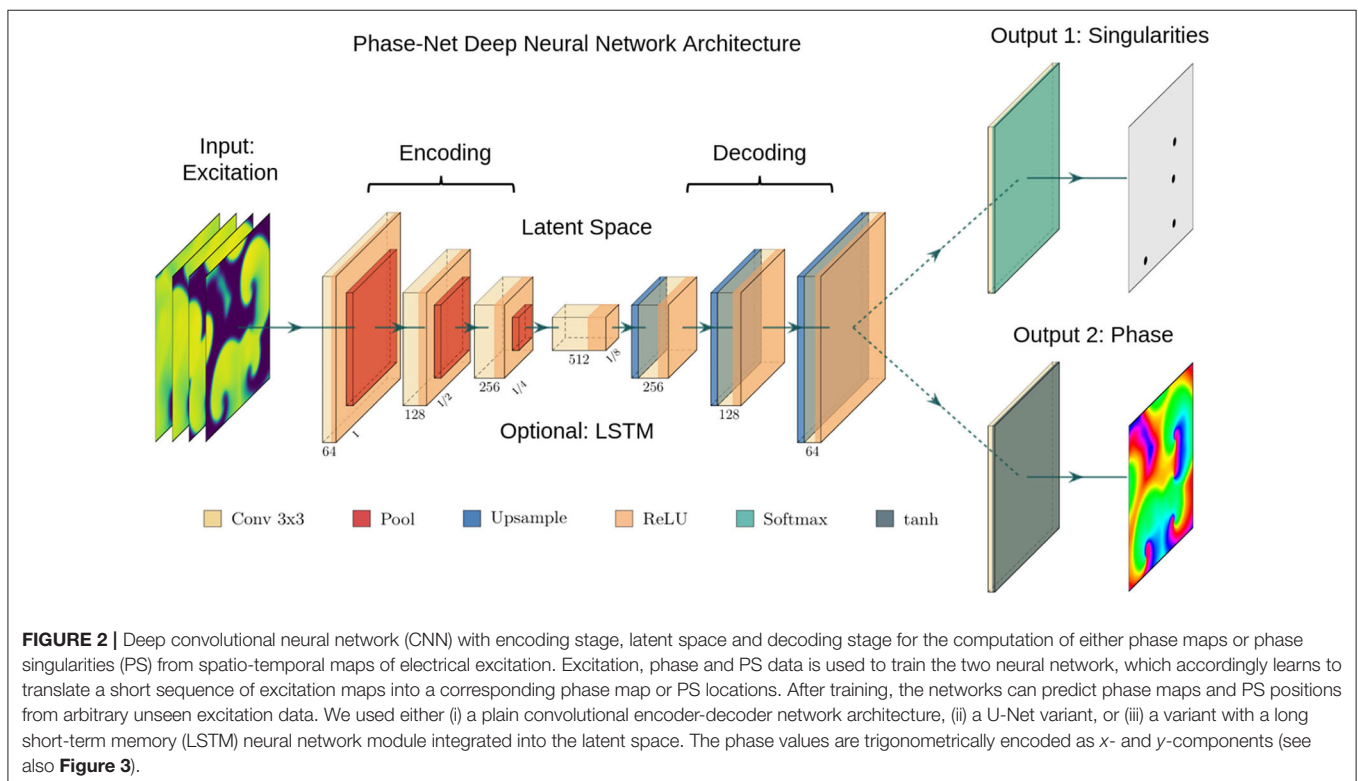 Phase-Net Deep Neural Network Architecture
Output 1: Singularities
Input:
Excitation
Encoding
Decoding
Latent Space
64
1
128
1/2
256
1/4
512
1/8
256
128
64
Optional: LSTM
Output 2: Phase
Conv 3x3
Pool
Upsample
ReLU
Softmax
tanh
FIGURE 2 | Deep convolutional neural network (CNN) with encoding stage, latent space and decoding stage for the computation of either phase maps or phase
singularities (PS) from spatio-temporal maps of electrical excitation. Excitation, phase and PS data is used to train the two neural network, which accordingly learns to
translate a short sequence of excitation maps into a corresponding phase map or PS locations. After training, the networks can predict phase maps and PS positions
from arbitrary unseen excitation data. We used either (i) a plain convolutional encoder-decoder network architecture, (ii) a U-Net variant, or (iii) a variant with a long
short-term memory (LSTM) neural network module integrated into the latent space. The phase values are trigonometrically encoded as x- and y-components (see
also Figure 3).